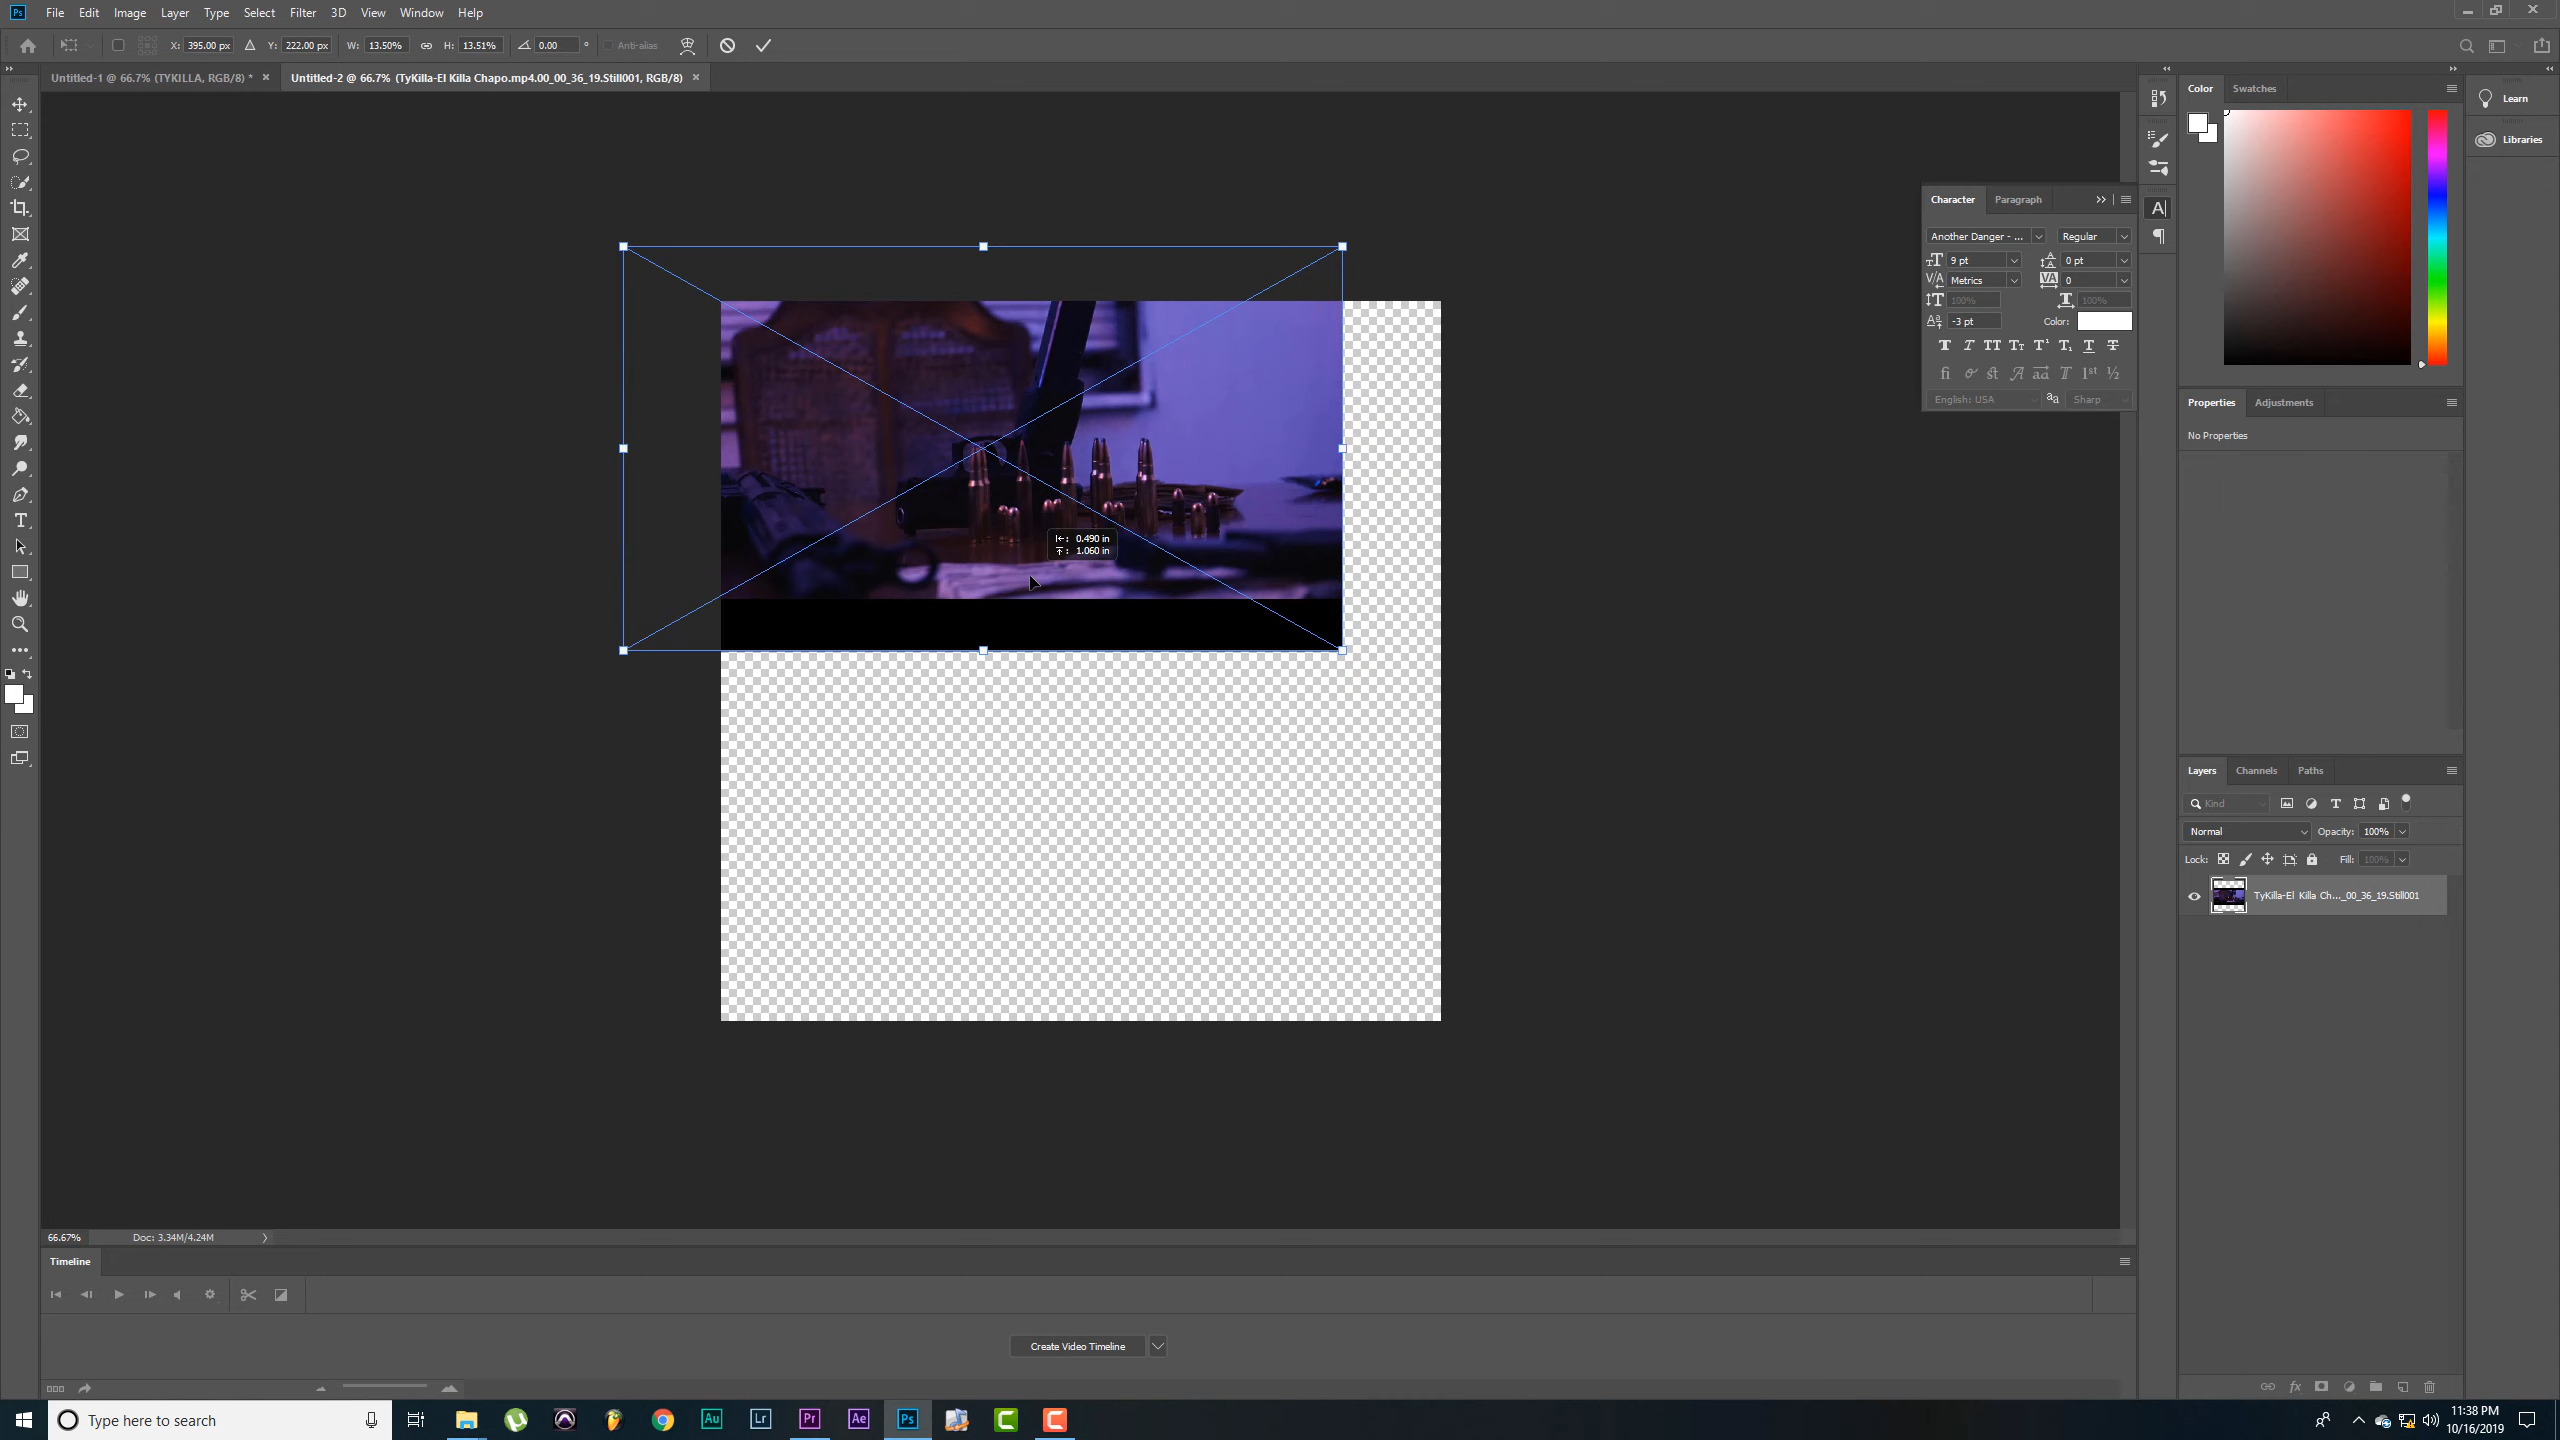 Ps File Edit Image Layer Type Select Filter 3D View Window Help
X: 395.00 px Y: 222.00 px W: 13.50% H: 13.51% 0.00 ° Anti-alias
Untitled-1 @ 66.7% (TYKILLA, RGB/8) * × Untitled-2 @ 66.7% (TyKilla-El Killa Chapo.mp4.00_00_36_19.Still001, RGB/8) ×
Color Swatches
Learn
Libraries
Character Paragraph
Another Danger - ... Regular
9 pt 0 pt
Metrics 0
100% 100%
-3 pt Color:
English: USA Sharp
Properties Adjustments
No Properties
0.490 in
1.060 in
Layers Channels Paths
Kind
Normal Opacity: 100%
Lock: Fill: 100%
TyKilla-El Killa Ch..._00_36_19.Still001
66.67% Doc: 3.34M/4.24M
Timeline
Create Video Timeline
Type here to search
Au Lr Pr Ae Ps
11:38 PM
10/16/2019